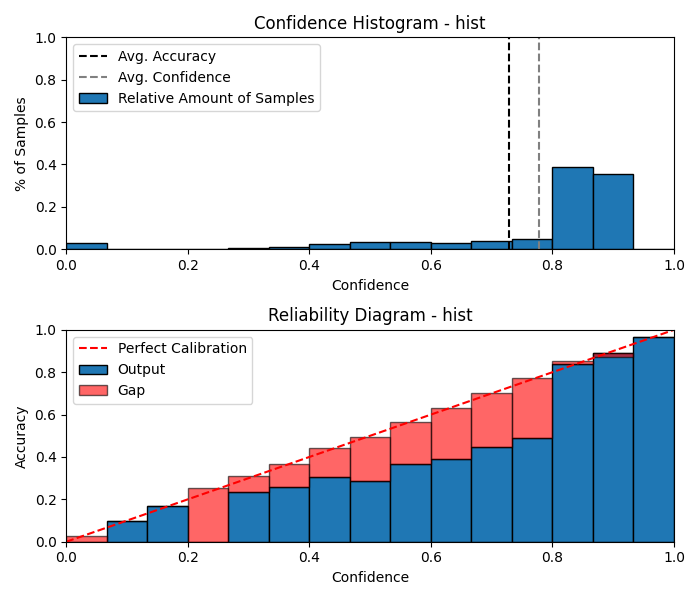 Confidence Histogram - hist
1.0
0.8
0.6
0.4
0.2
0.0
% of Samples
Avg. Accuracy
Avg. Confidence
Relative Amount of Samples
0.0 0.2 0.4 0.6 0.8 1.0
Confidence
Reliability Diagram - hist
1.0
0.8
0.6
0.4
0.2
0.0
Accuracy
Perfect Calibration
Output
Gap
0.0 0.2 0.4 0.6 0.8 1.0
Confidence